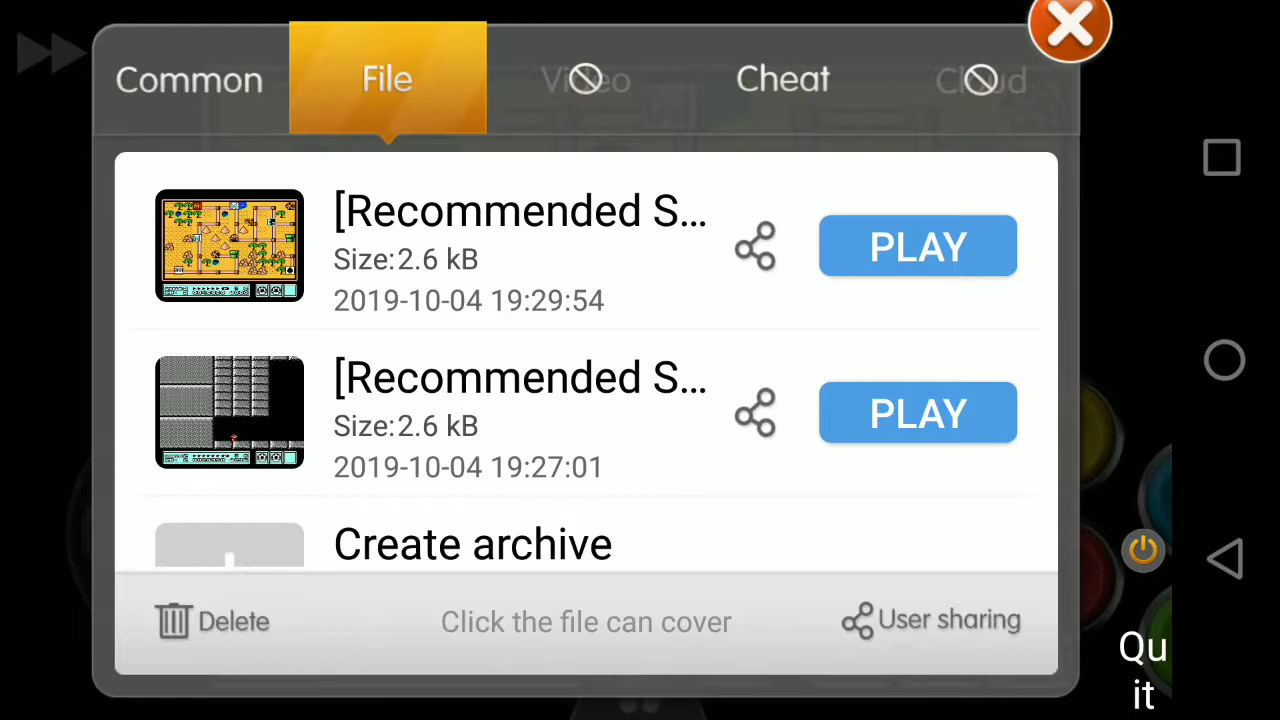 Common
File
Video
Cheat
Cloud
[Recommended S...
Size:2.6 kB
2019-10-04 19:29:54
PLAY
[Recommended S...
Size:2.6 kB
2019-10-04 19:27:01
PLAY
Create archive
Delete
Click the file can cover
User sharing
Qu
it